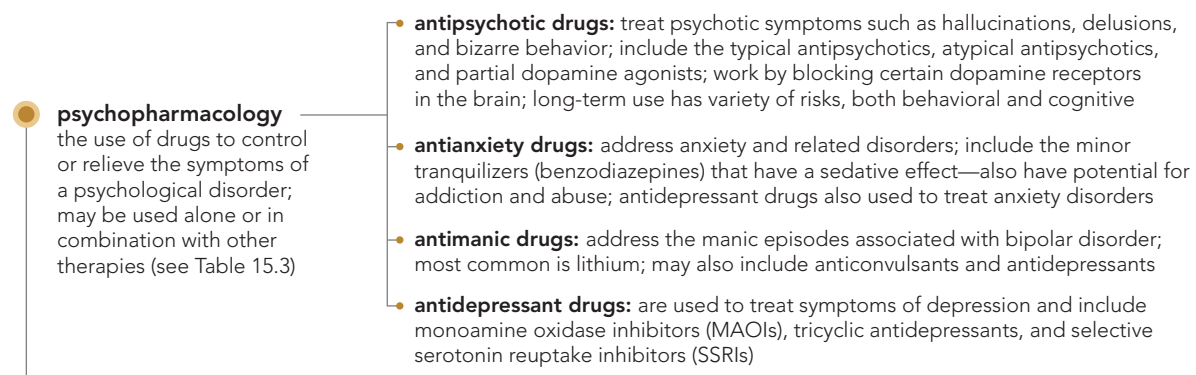 psychopharmacology
the use of drugs to control
or relieve the symptoms of
a psychological disorder;
may be used alone or in
combination with other
therapies (see Table 15.3)
antipsychotic drugs: treat psychotic symptoms such as hallucinations, delusions,
and bizarre behavior; include the typical antipsychotics, atypical antipsychotics,
and partial dopamine agonists; work by blocking certain dopamine receptors
in the brain; long-term use has variety of risks, both behavioral and cognitive
antianxiety drugs: address anxiety and related disorders; include the minor
tranquilizers (benzodiazepines) that have a sedative effect—also have potential for
addiction and abuse; antidepressant drugs also used to treat anxiety disorders
antimanic drugs: address the manic episodes associated with bipolar disorder;
most common is lithium; may also include anticonvulsants and antidepressants
antidepressant drugs: are used to treat symptoms of depression and include
monoamine oxidase inhibitors (MAOIs), tricyclic antidepressants, and selective
serotonin reuptake inhibitors (SSRIs)